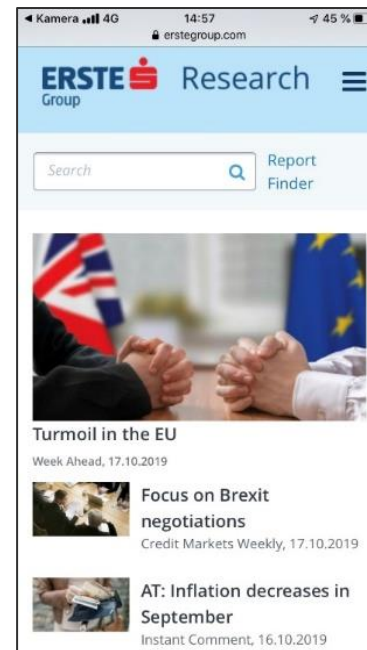 Kamera 4G 14:57 45 %
erstegroup.com
ERSTE Research
Group
Search Report
Finder
Turmoil in the EU
Week Ahead, 17.10.2019
Focus on Brexit
negotiations
Credit Markets Weekly, 17.10.2019
AT: Inflation decreases in
September
Instant Comment, 16.10.2019